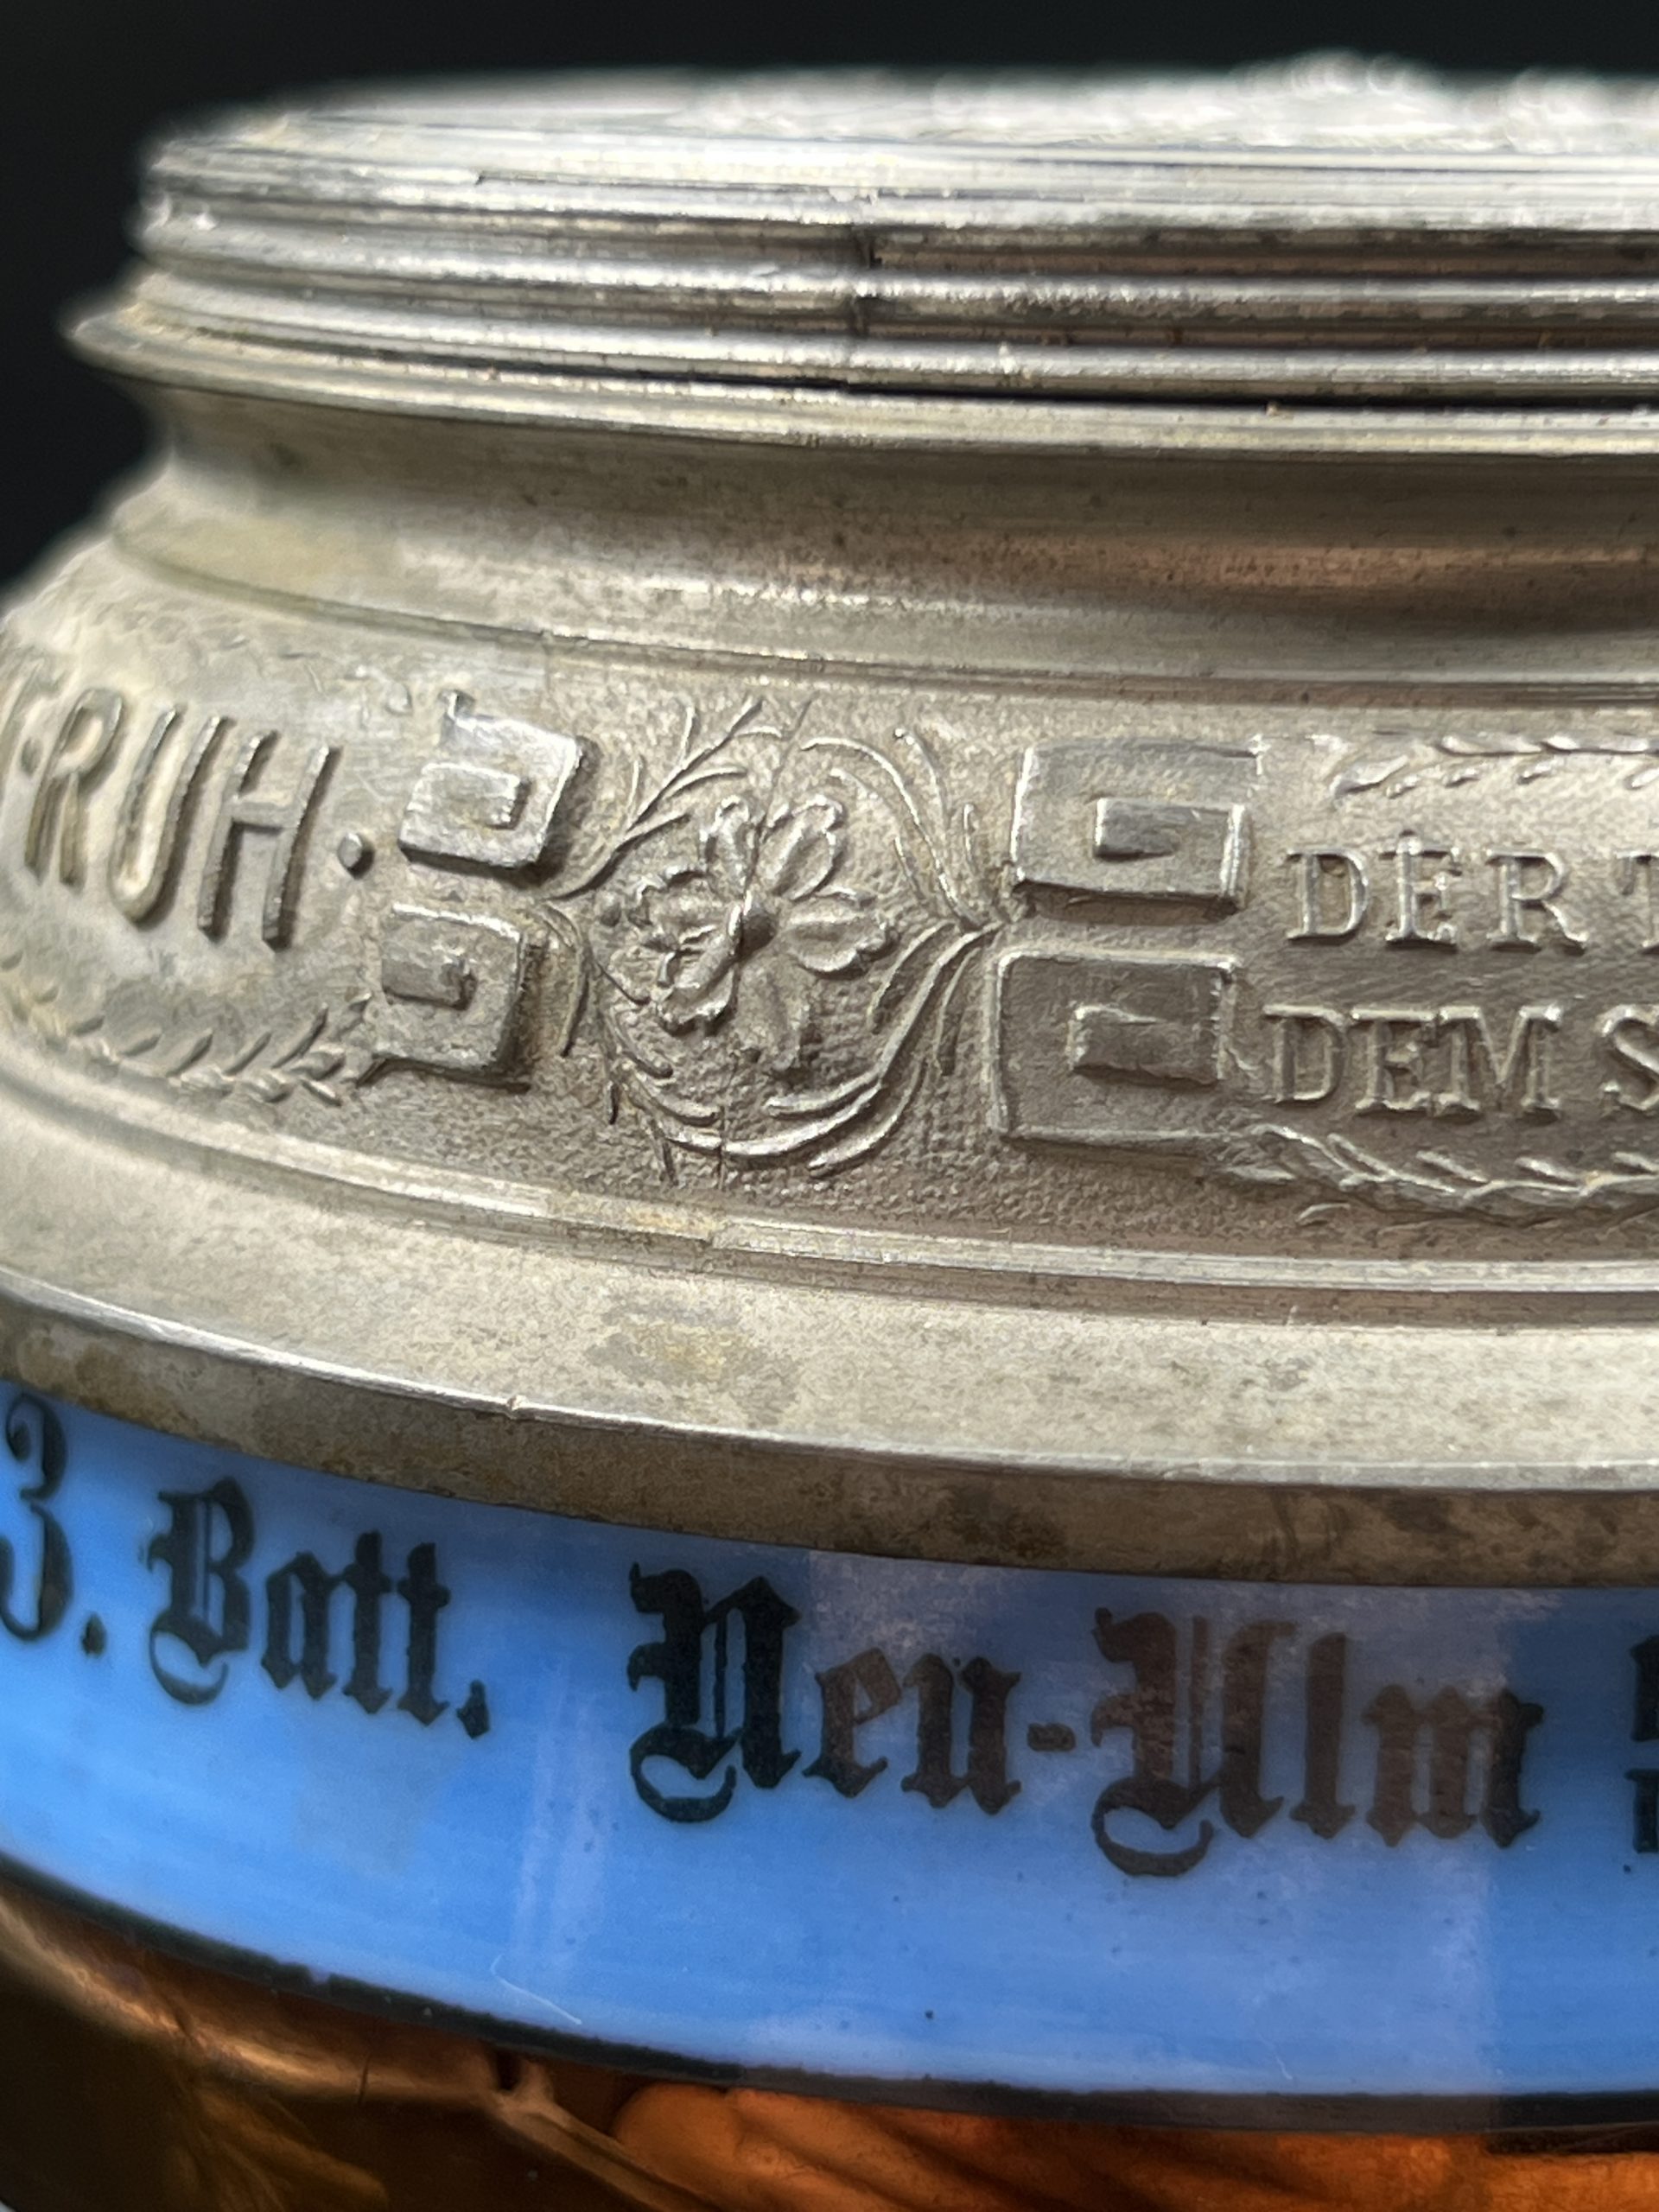 RUH.
DER
DEM
3. Batt. Neu-Ulm